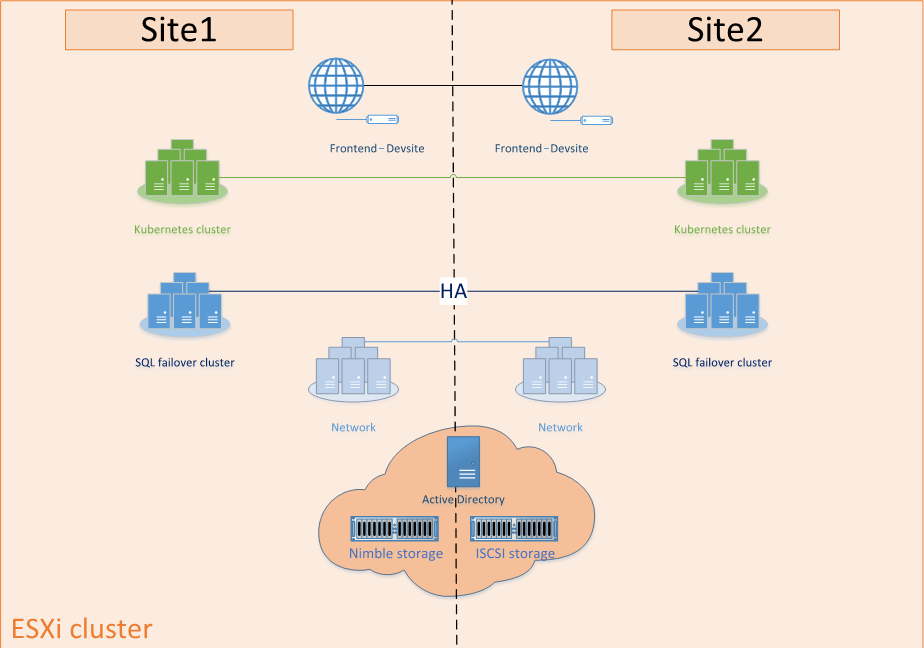 Site1
Site2
Frontend-Devsite
Frontend-Devsite
Kubernetes cluster
Kubernetes cluster
HA
SQL failover cluster
SQL failover cluster
Network
Network
Active Directory
Nimble storage
ISCSI storage
ESXi cluster